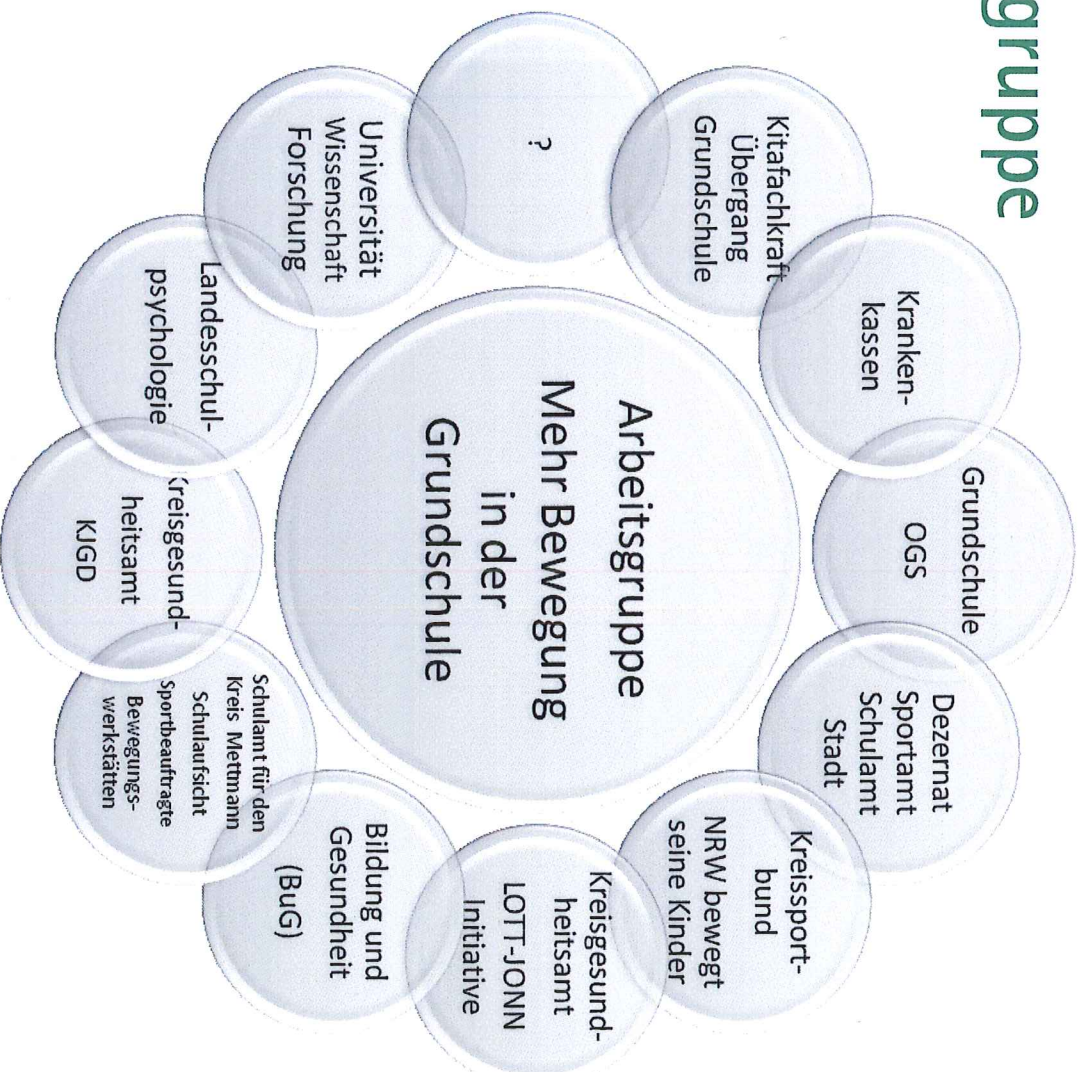 gruppe
Grundschule
OGS
Dezernat
Sportamt
Schulamt
Stadt
Kreissport-
bund
NRW bewegt
seine Kinder
Kreisgesund-
heitsamt
LOTT-JONN
Initiative
Bildung und
Gesundheit
(BuG)
Schulamt für den
Kreis Mettmann
Schulaufsicht
Sportbeauftragte
Bewegungs-
werkstätten
Kreisgesund-
heitsamt
KJGD
Landesschul-
psychologie
Universität
Wissenschaft
Forschung
?
Kitafachkraft
Übergang
Grundschule
Kranken-
kassen
Arbeitsgruppe
Mehr Bewegung
in der
Grundschule